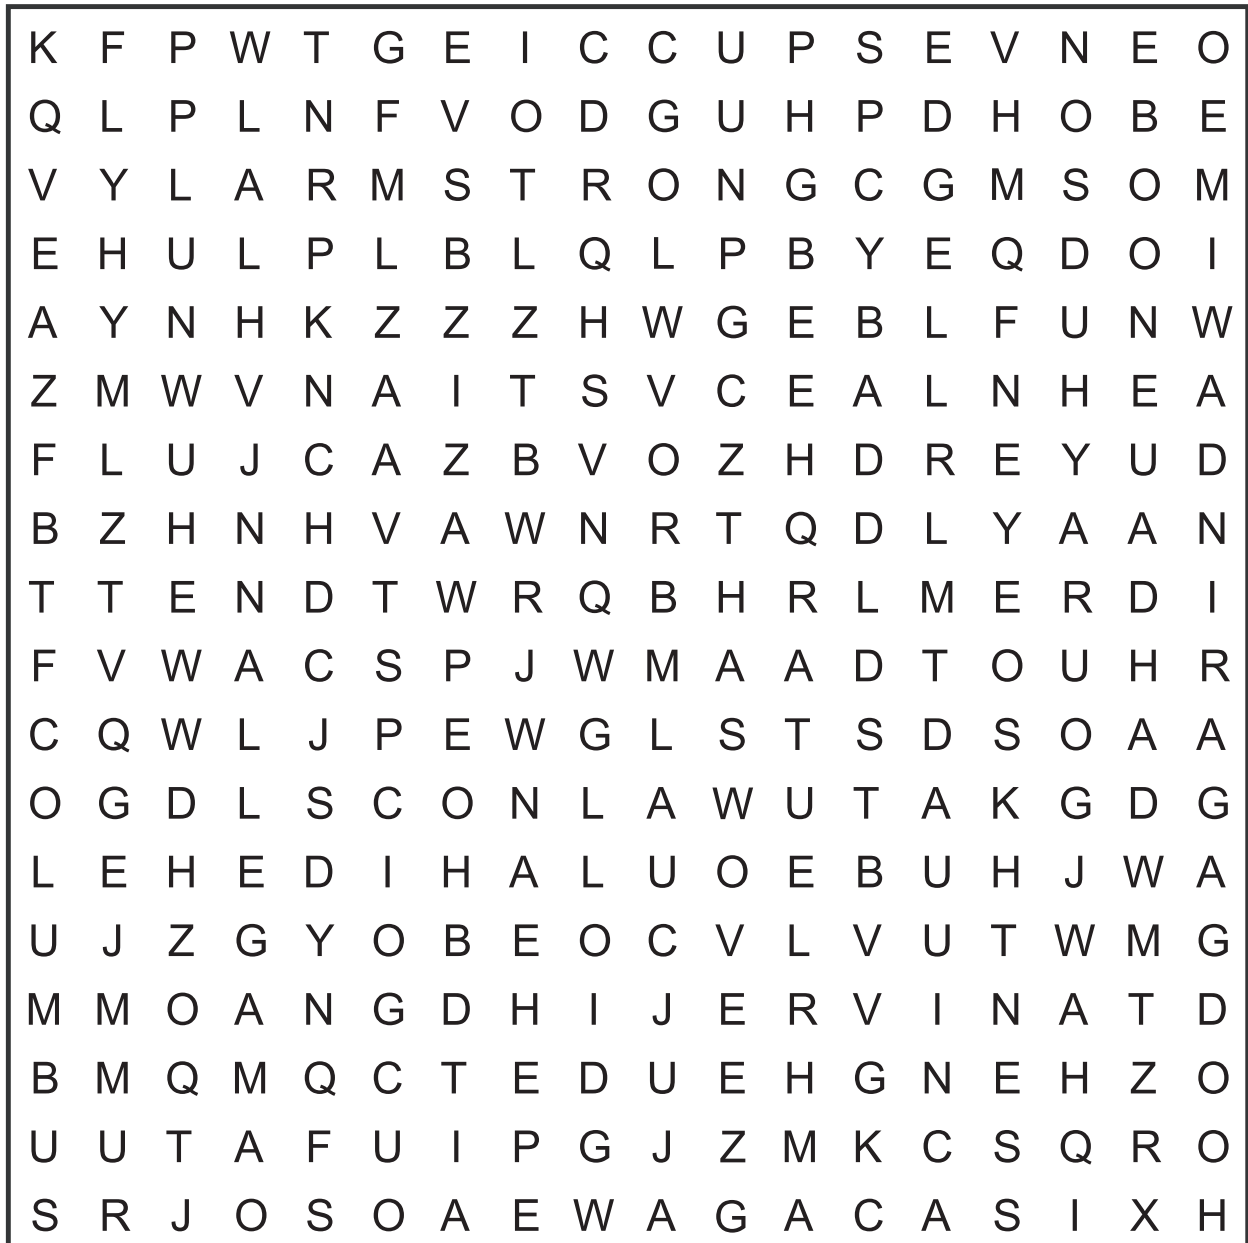 K F P W T G E I C C U P S E V N E O
Q L P L N F V O D G U H P D H O B E
V Y L A R M S T R O N G C G M S O M
E H U L P L B L Q L P B Y E Q D O I
A Y N H K Z Z Z H W G E B L F U N W
Z M W V N A I T S V C E A L N H E A
F L U J C A Z B V O Z H D R E Y U D
B Z H N H V A W N R T Q D L Y A A N
T T E N D T W R Q B H R L M E R D I
F V W A C S P J W M A A D T O U H R
C Q W L J P E W G L S T S D S O A A
O G D L S C O N L A W U T A K G D G
L E H E D I H A L U O E B U H J W A
U J Z G Y O B E O C V L V U T W M G
M M O A N G D H I J E R V I N A T D
B M Q M Q C T E D U E H G N E H Z O
U U T A F U I P G J Z M K C S Q R O
S R J O S O A E W A G A C A S I X H